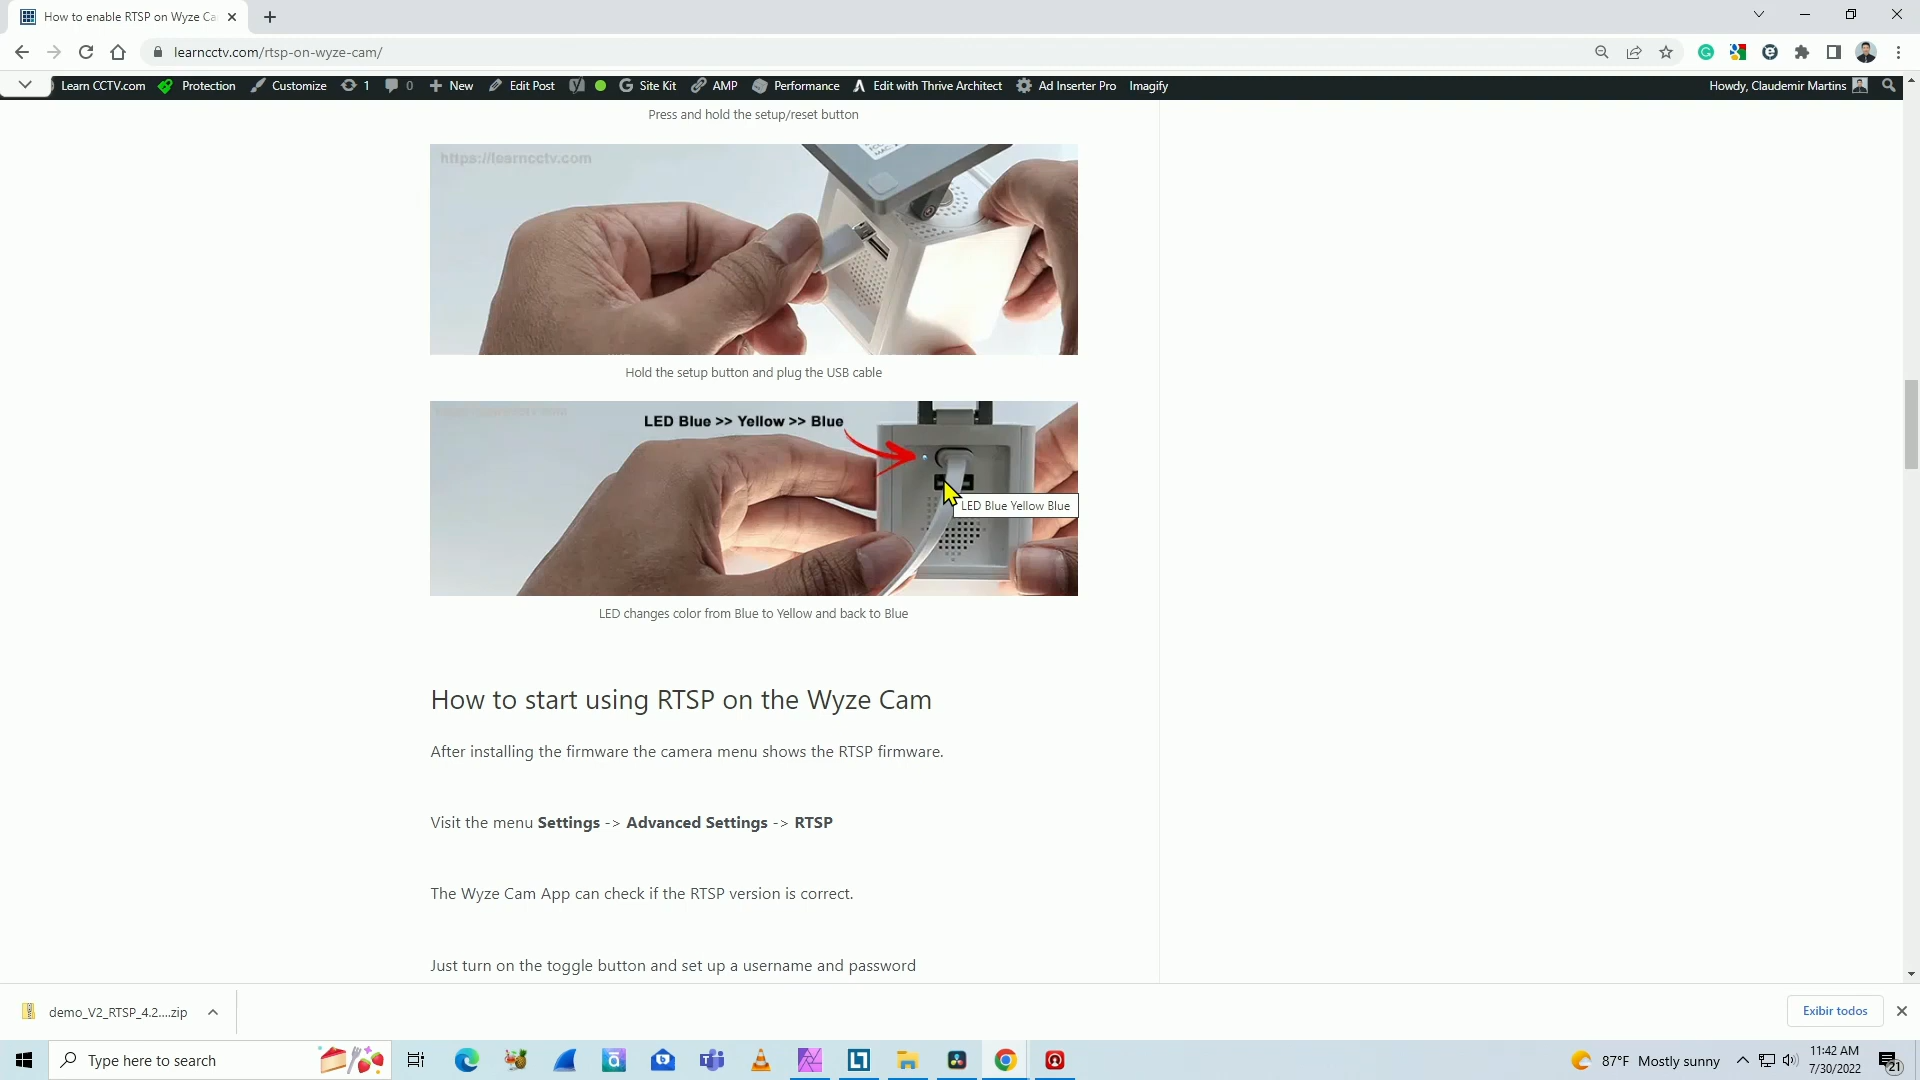 How to enable RTSP on Wyze Ca
learncctv.com/rtsp-on-wyze-cam/
Learn CCTV.com Protection Customize 1 0 New Edit Post Site Kit AMP Performance Edit with Thrive Architect Ad Inserter Pro Imagify Howdy, Claudemir Martins
Press and hold the setup/reset button
https://learncctv.com
Hold the setup button and plug the USB cable
LED Blue >> Yellow >> Blue
LED Blue Yellow Blue
LED changes color from Blue to Yellow and back to Blue
How to start using RTSP on the Wyze Cam
After installing the firmware the camera menu shows the RTSP firmware.
Visit the menu Settings -> Advanced Settings -> RTSP
The Wyze Cam App can check if the RTSP version is correct.
Just turn on the toggle button and set up a username and password
demo_V2_RTSP_4.2....zip
Exibir todos
Type here to search
87°F Mostly sunny
11:42 AM
7/30/2022
21